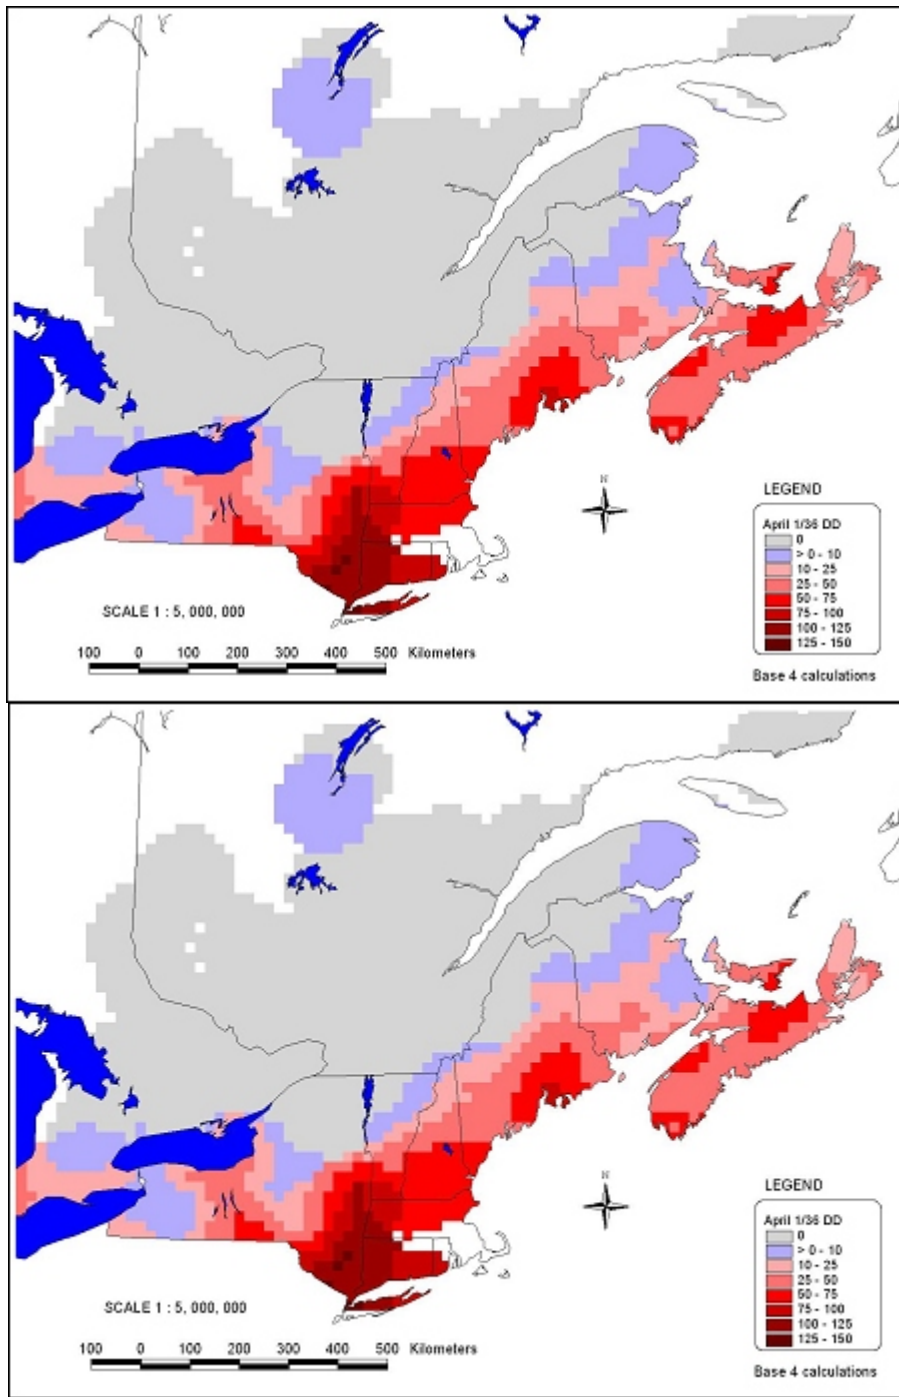 N
LEGEND
April 1/36 DD
0
> 0 - 10
10 - 25
25 - 50
50 - 75
75 - 100
100 - 125
125 - 150
SCALE 1 : 5, 000, 000
100 0 100 200 300 400 500 Kilometers
Base 4 calculations
N
LEGEND
April 1/36 DD
0
> 0 - 10
10 - 25
25 - 50
50 - 75
75 - 100
100 - 125
125 - 150
SCALE 1 : 5, 000, 000
100 0 100 200 300 400 500 Kilometers
Base 4 calculations